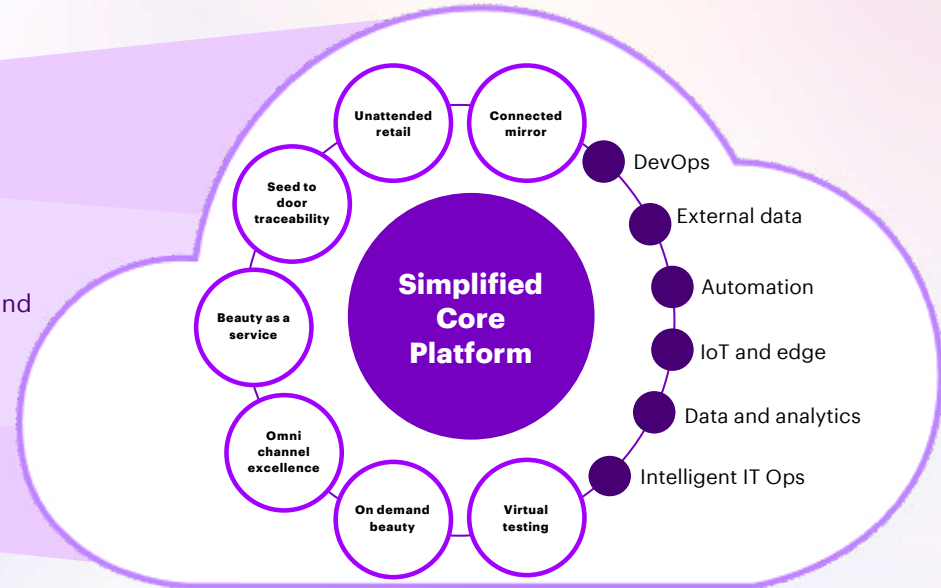 Unattended
retail
Connected
mirror
DevOps
Seed to
door
traceability
External data
Simplified
Core
Platform
Automation
nd
Beauty as a
service
IoT and edge
Data and analytics
Omni
channel
excellence
Intelligent IT Ops
On demand
beauty
Virtual
testing